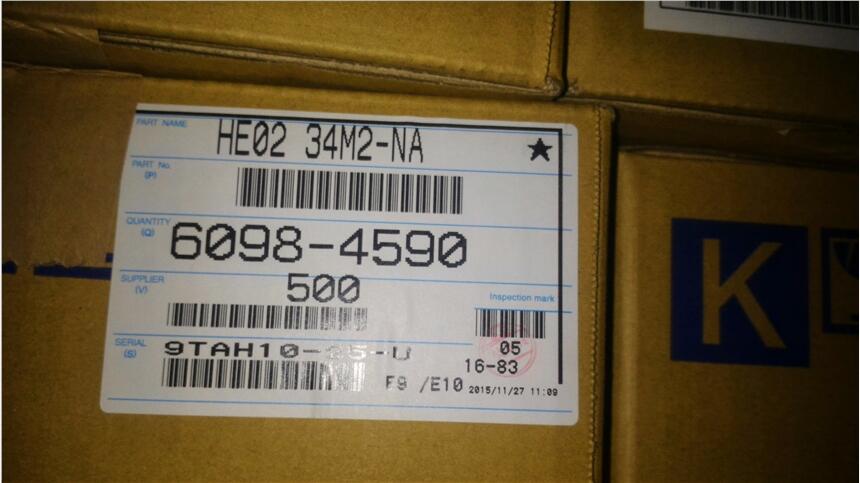 PART NAME
HE02 34M2-NA
★
PART No.
(P)
QUANTITY
(Q)
6098-4590
SUPPLIER
(V)
500
Inspection mark
SERIAL
(S)
05
16-83
F9 /E10
2015/11/27 11:09
K